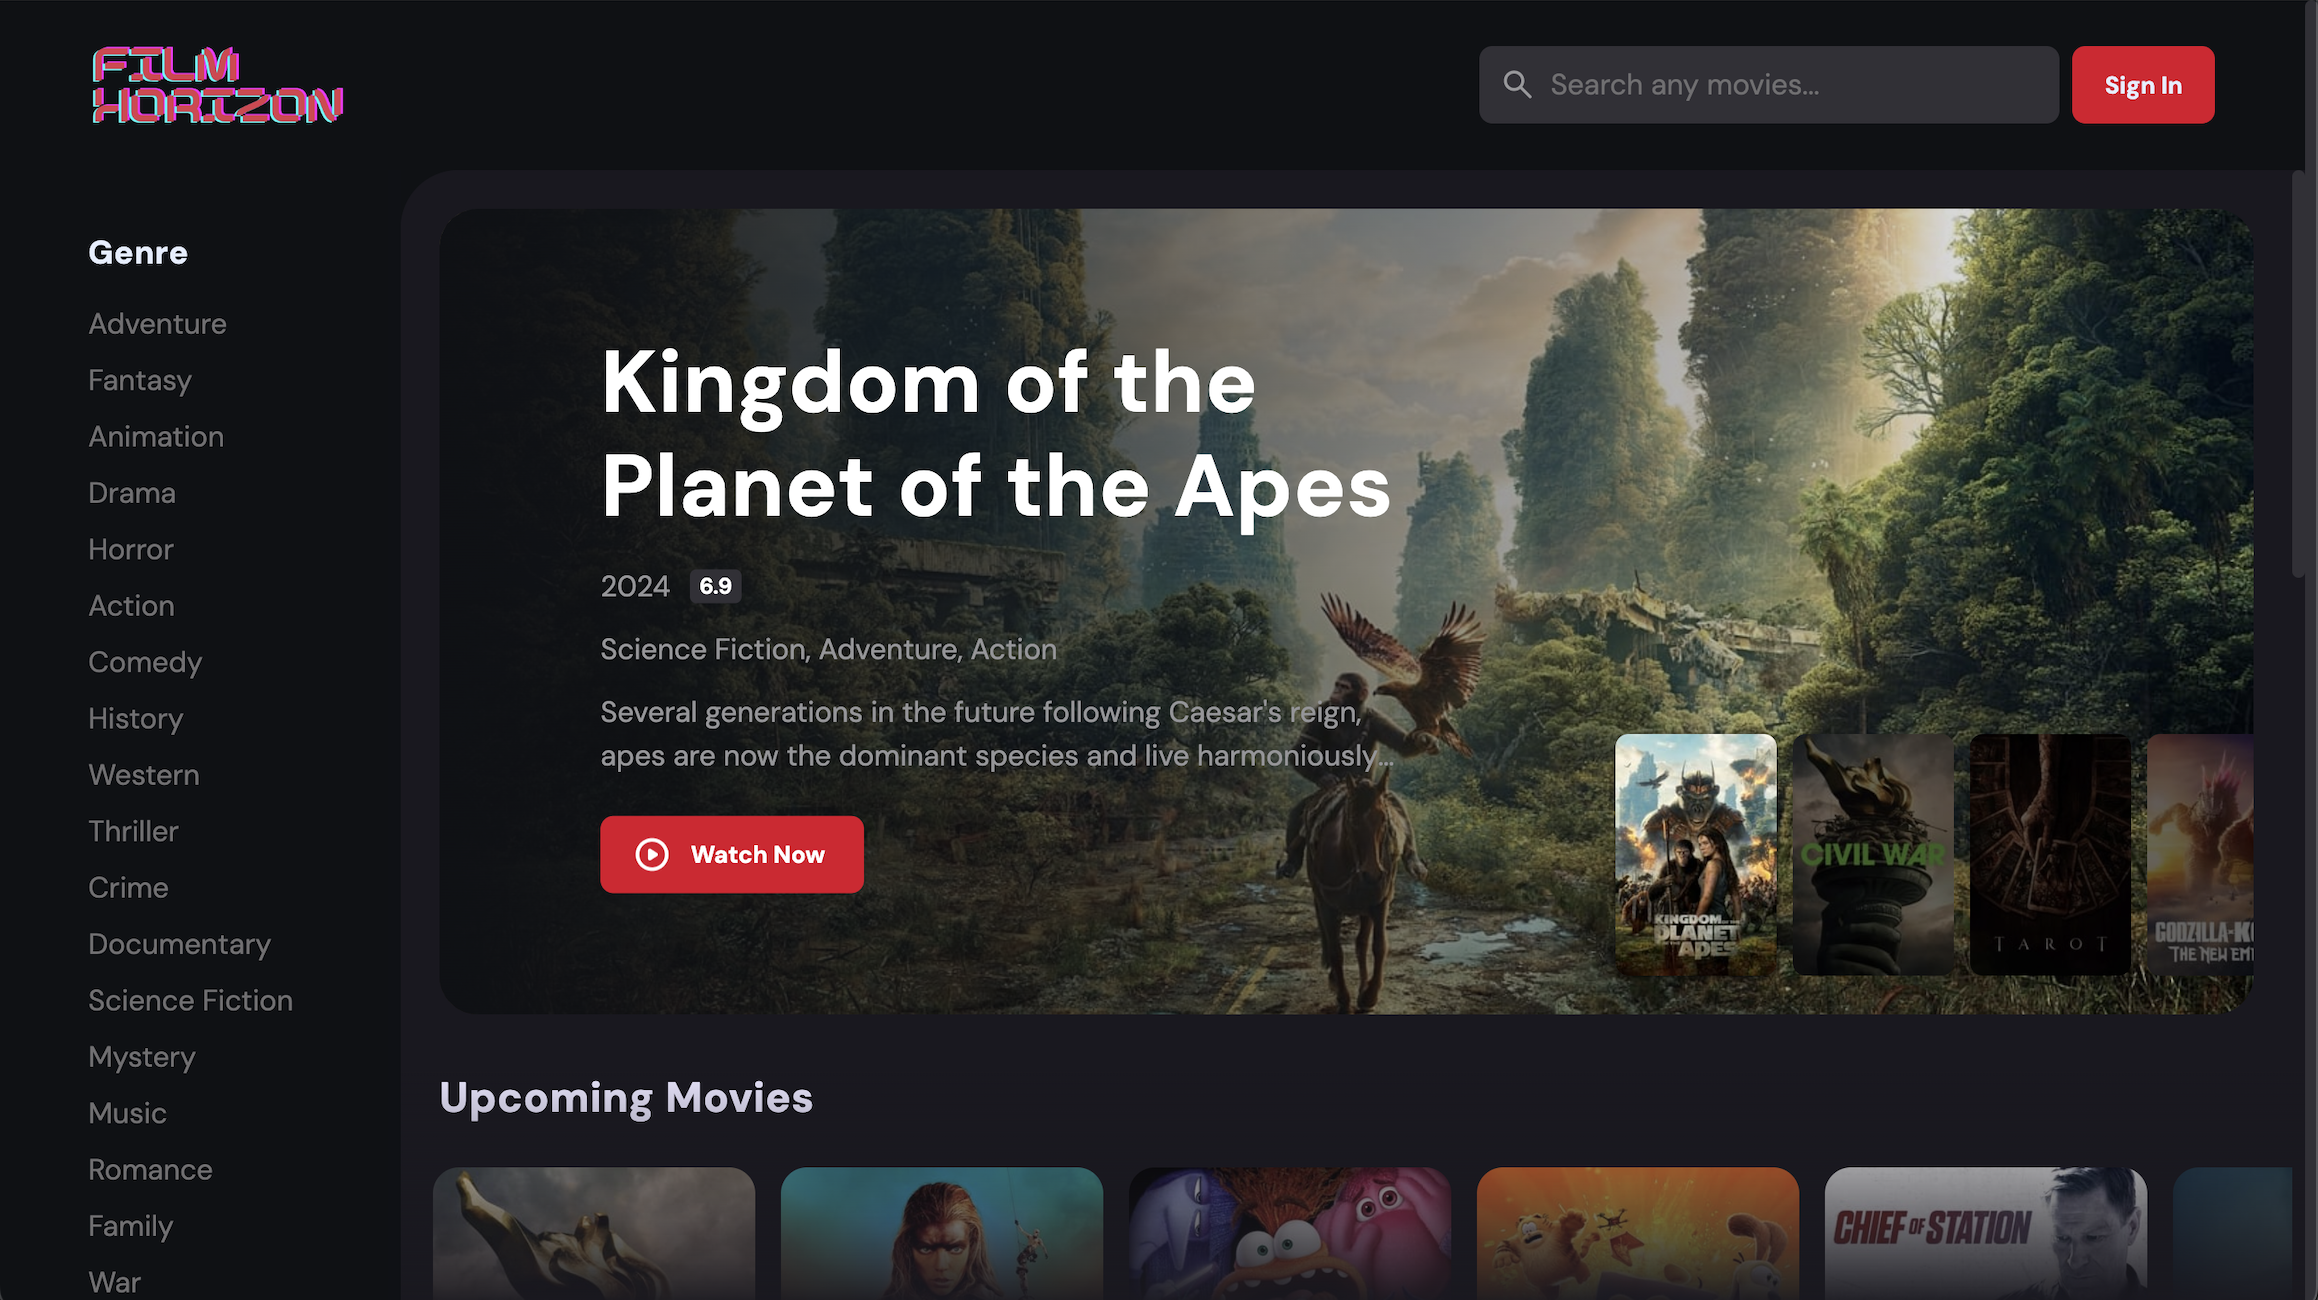 FILM
HORIZON
Search any movies...
Sign In
Genre
Adventure
Fantasy
Animation
Drama
Horror
Action
Comedy
History
Western
Thriller
Crime
Documentary
Science Fiction
Mystery
Music
Romance
Family
War
Kingdom of the
Planet of the Apes
2024 6.9
Science Fiction, Adventure, Action
Several generations in the future following Caesar's reign,
apes are now the dominant species and live harmoniously...
Watch Now
KINGDOM OF THE
PLANET
APES
CIVIL WAR
TAROT
GODZILLA-K
THE NEW EM
Upcoming Movies
CHIEF OF STATION